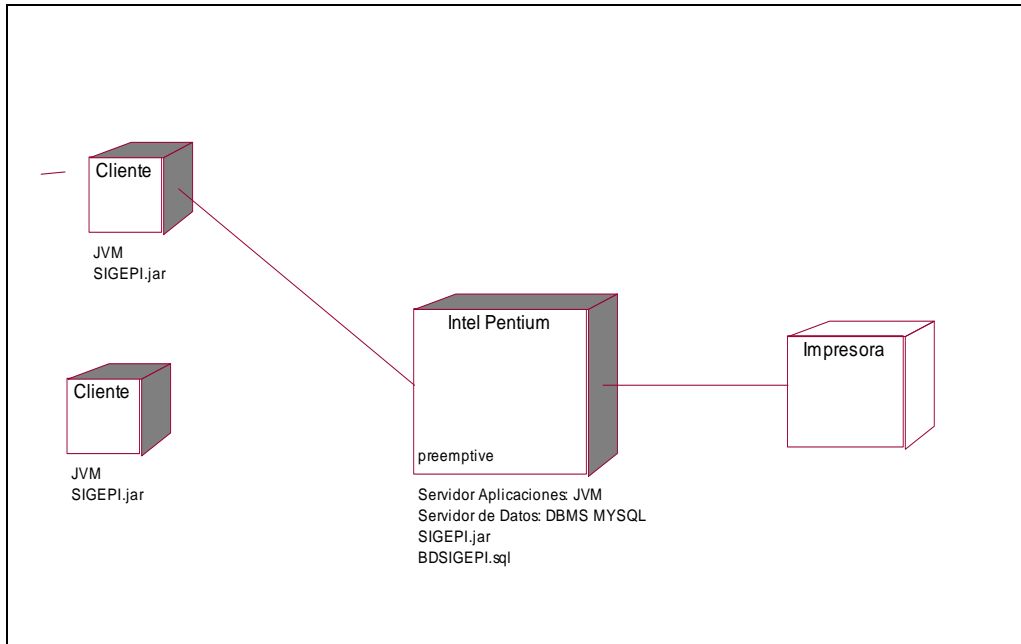 Cliente
JVM
SIGEPI.jar
Cliente
JVM
SIGEPI.jar
Intel Pentium
preemptive
Servidor Aplicaciones: JVM
Servidor de Datos: DBMS MYSQL
SIGEPI.jar
BDSIGEPI.sql
Impresora